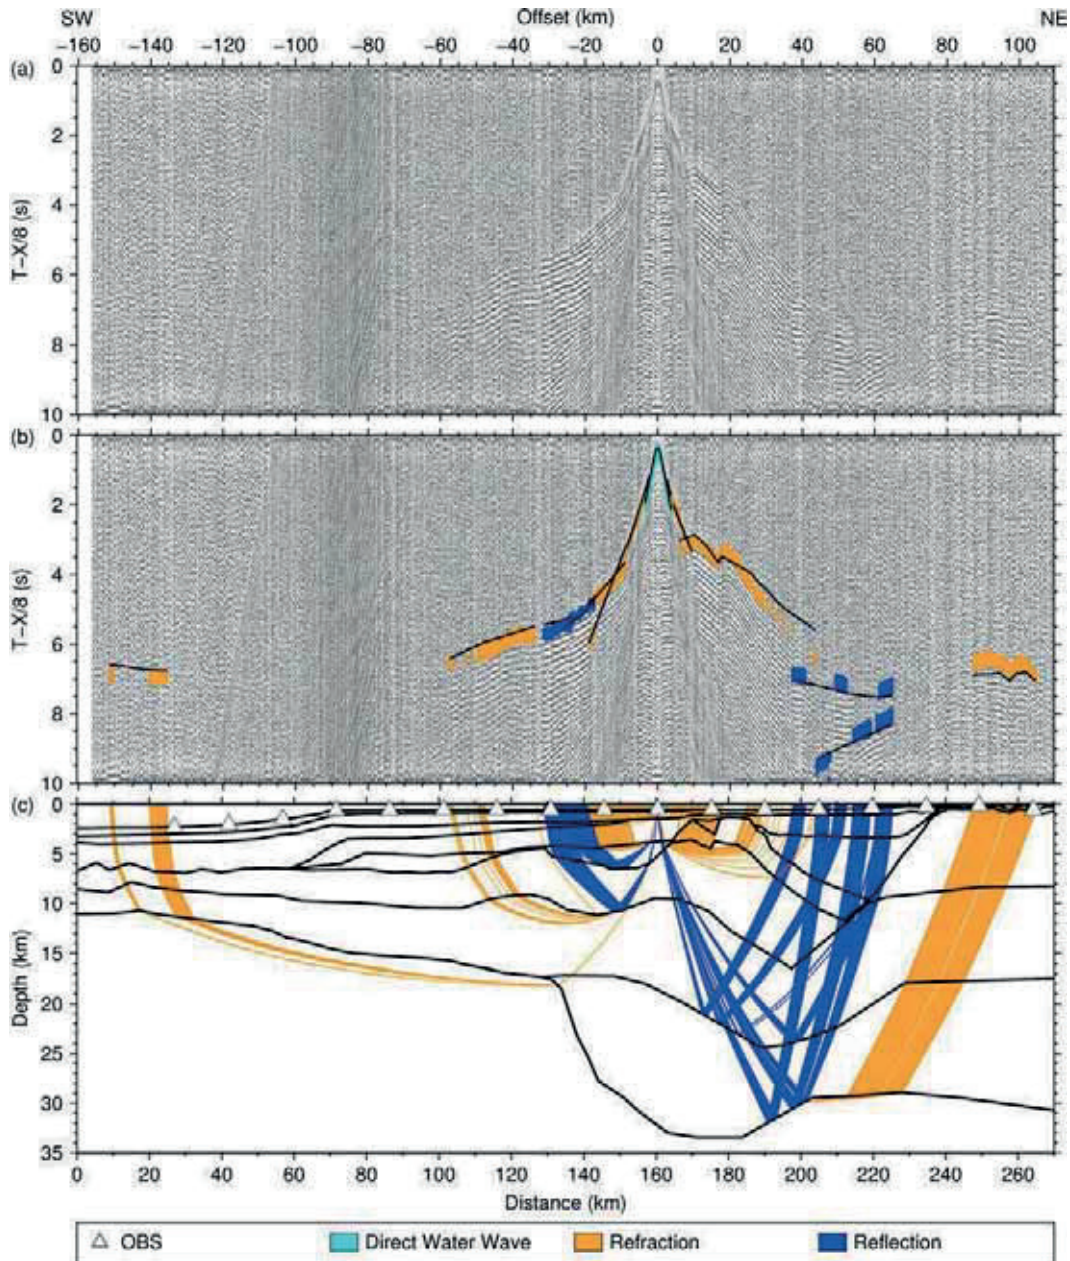 SW Offset (km) NE
−160 −140 −120 −100 −80 −60 −40 −20 0 20 40 60 80 100
(a)
0
2
4
6
8
10
T−X/8 (s)
(b)
0
2
4
6
8
10
T−X/8 (s)
(c)
0
5
10
15
20
25
30
35
Depth (km)
0 20 40 60 80 100 120 140 160 180 200 220 240 260
Distance (km)
OBS Direct Water Wave Refraction Reflection